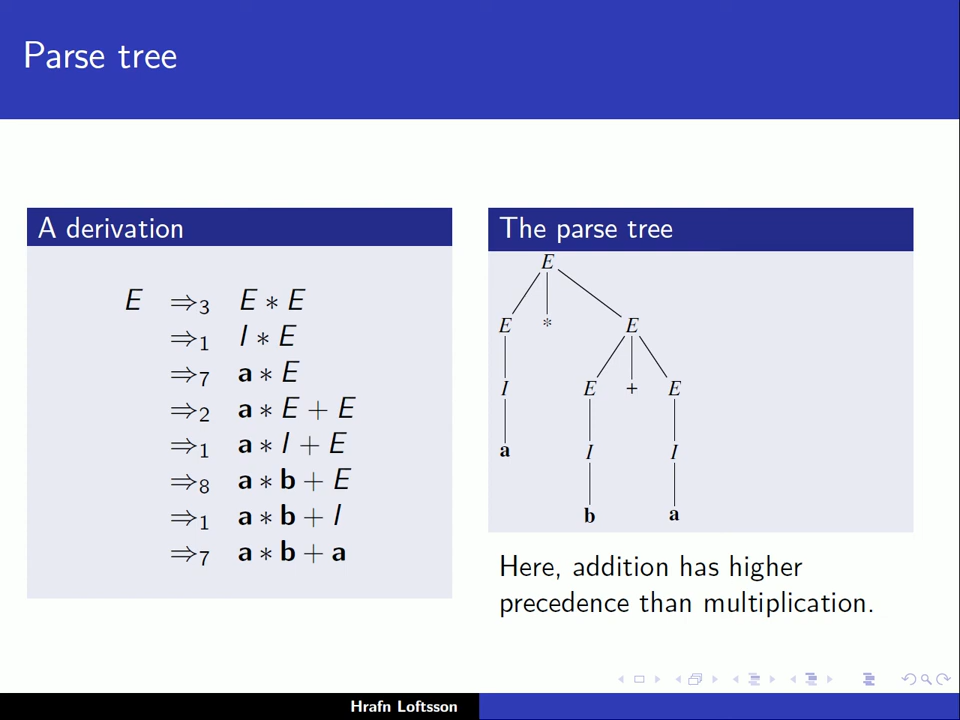 Parse tree
A derivation
E ⇒3 E ∗ E
⇒1 I ∗ E
⇒7 a ∗ E
⇒2 a ∗ E + E
⇒1 a ∗ I + E
⇒8 a ∗ b + E
⇒1 a ∗ b + I
⇒7 a ∗ b + a
The parse tree
E
E * E
I E + E
a I I
b a
Here, addition has higher
precedence than multiplication.
Hrafn Loftsson